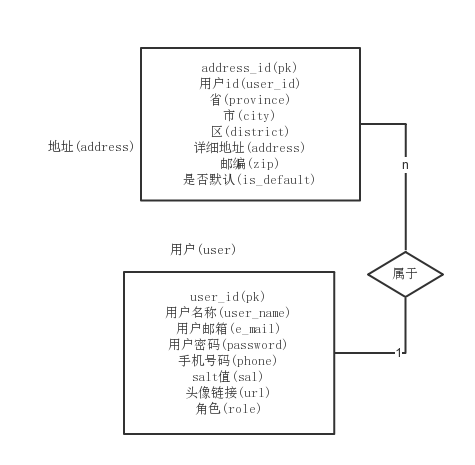 address_id(pk)
用户id(user_id)
省(province)
市(city)
区(district)
详细地址(address)
邮编(zip)
是否默认(is_default)
地址(address)
n
属于
1
用户(user)
user_id(pk)
用户名称(user_name)
用户邮箱(e_mail)
用户密码(password)
手机号码(phone)
salt值(sal)
头像链接(url)
角色(role)